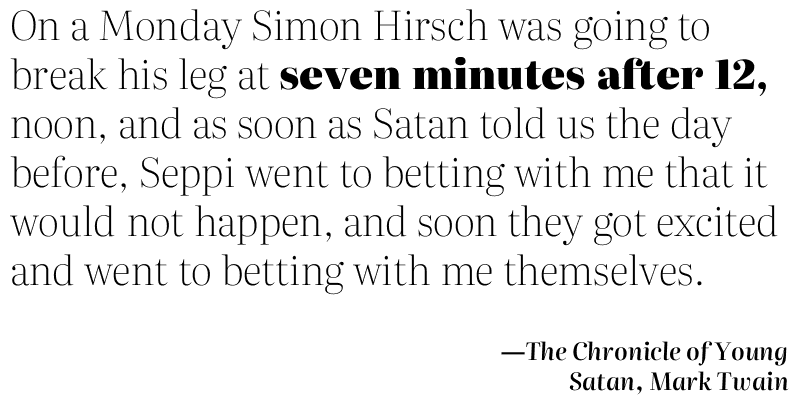 On a Monday Simon Hirsch was going to
break his leg at seven minutes after 12,
noon, and as soon as Satan told us the day
before, Seppi went to betting with me that it
would not happen, and soon they got excited
and went to betting with me themselves.
—The Chronicle of Young
Satan, Mark Twain